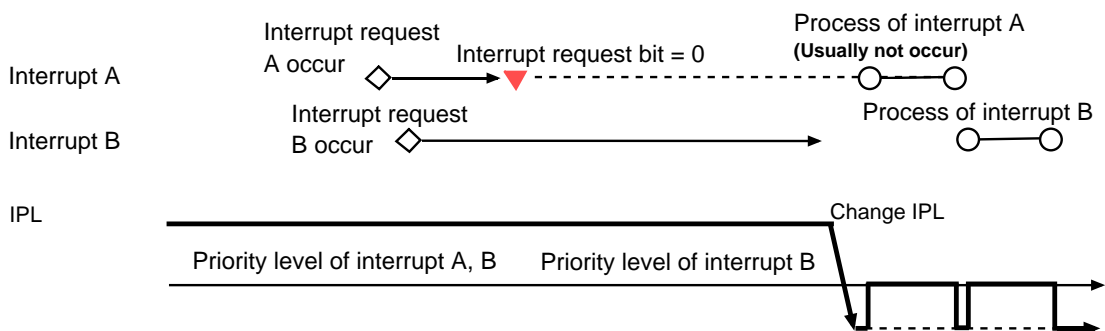 Interrupt request
A occur
Interrupt request bit = 0
Process of interrupt A
(Usually not occur)
Interrupt A
Interrupt request
B occur
Process of interrupt B
Interrupt B
IPL
Change IPL
Priority level of interrupt A, B
Priority level of interrupt B